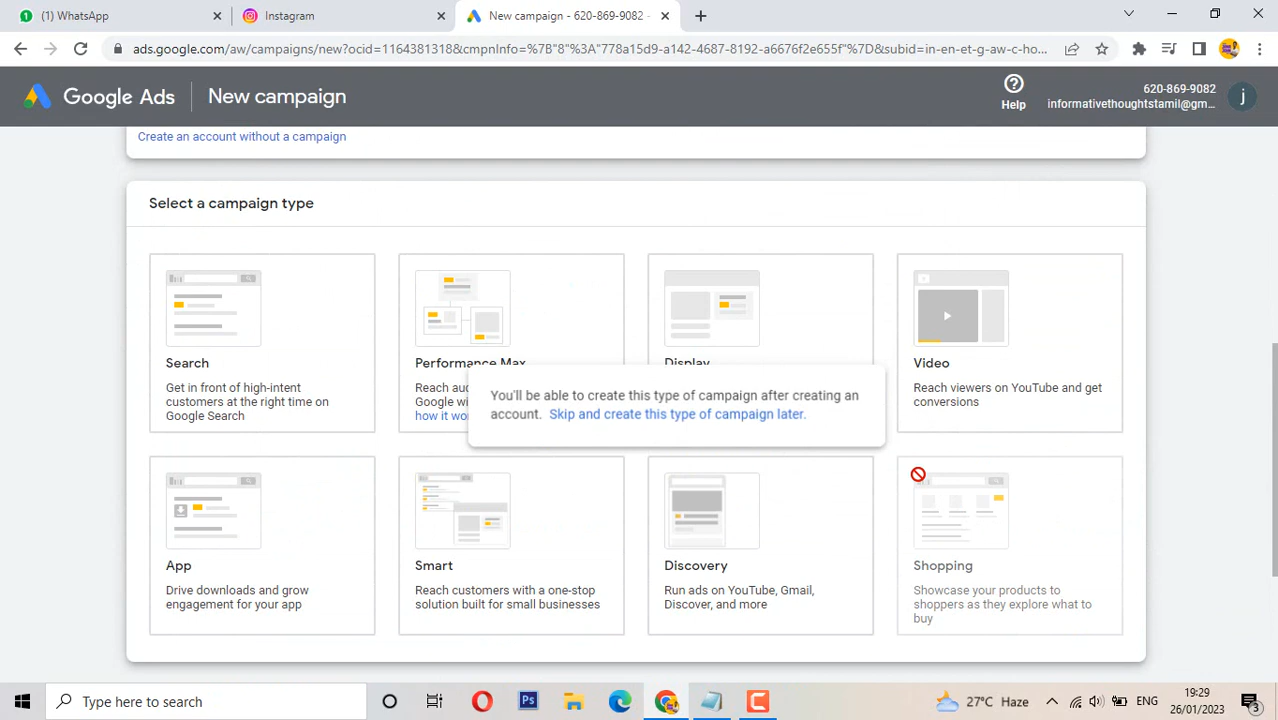 (1) WhatsApp
Instagram
New campaign - 620-869-9082 -
ads.google.com/aw/campaigns/new?ocid=1164381318&cmpnInfo=%7B"8"%3A"778a15d9-a142-4687-8192-a6676f2e655f"%7D&subid=in-en-et-g-aw-c-ho...
Google Ads
New campaign
Help
620-869-9082
informativethoughtstamil@gm...
j
Create an account without a campaign
Select a campaign type
Search
Get in front of high-intent
customers at the right time on
Google Search
Performance Max
Reach au
Google wi
how it wo
Display
Video
Reach viewers on YouTube and get
conversions
You'll be able to create this type of campaign after creating an
account. Skip and create this type of campaign later.
App
Drive downloads and grow
engagement for your app
Smart
Reach customers with a one-stop
solution built for small businesses
Discovery
Run ads on YouTube, Gmail,
Discover, and more
Shopping
Showcase your products to
shoppers as they explore what to
buy
Type here to search
Ps
27°C Haze
ENG
19:29
26/01/2023
3